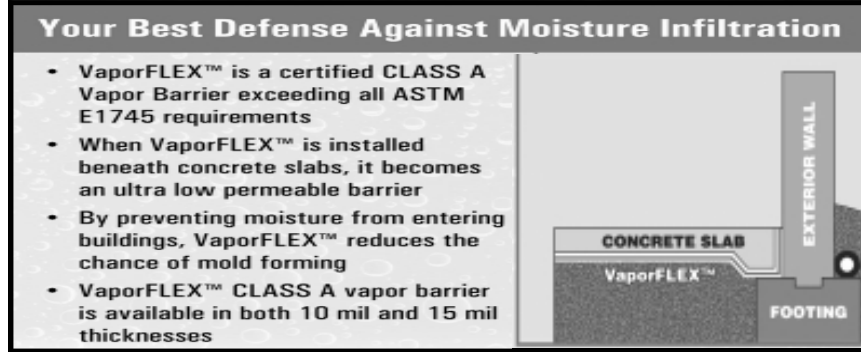 Your Best Defense Against Moisture Infiltration
• VaporFLEX™ is a certified CLASS A
Vapor Barrier exceeding all ASTM
E1745 requirements
• When VaporFLEX™ is installed
beneath concrete slabs, it becomes
an ultra low permeable barrier
• By preventing moisture from entering
buildings, VaporFLEX™ reduces the
chance of mold forming
• VaporFLEX™ CLASS A vapor barrier
is available in both 10 mil and 15 mil
thicknesses
EXTERIOR WALL
CONCRETE SLAB
VaporFLEX™
FOOTING